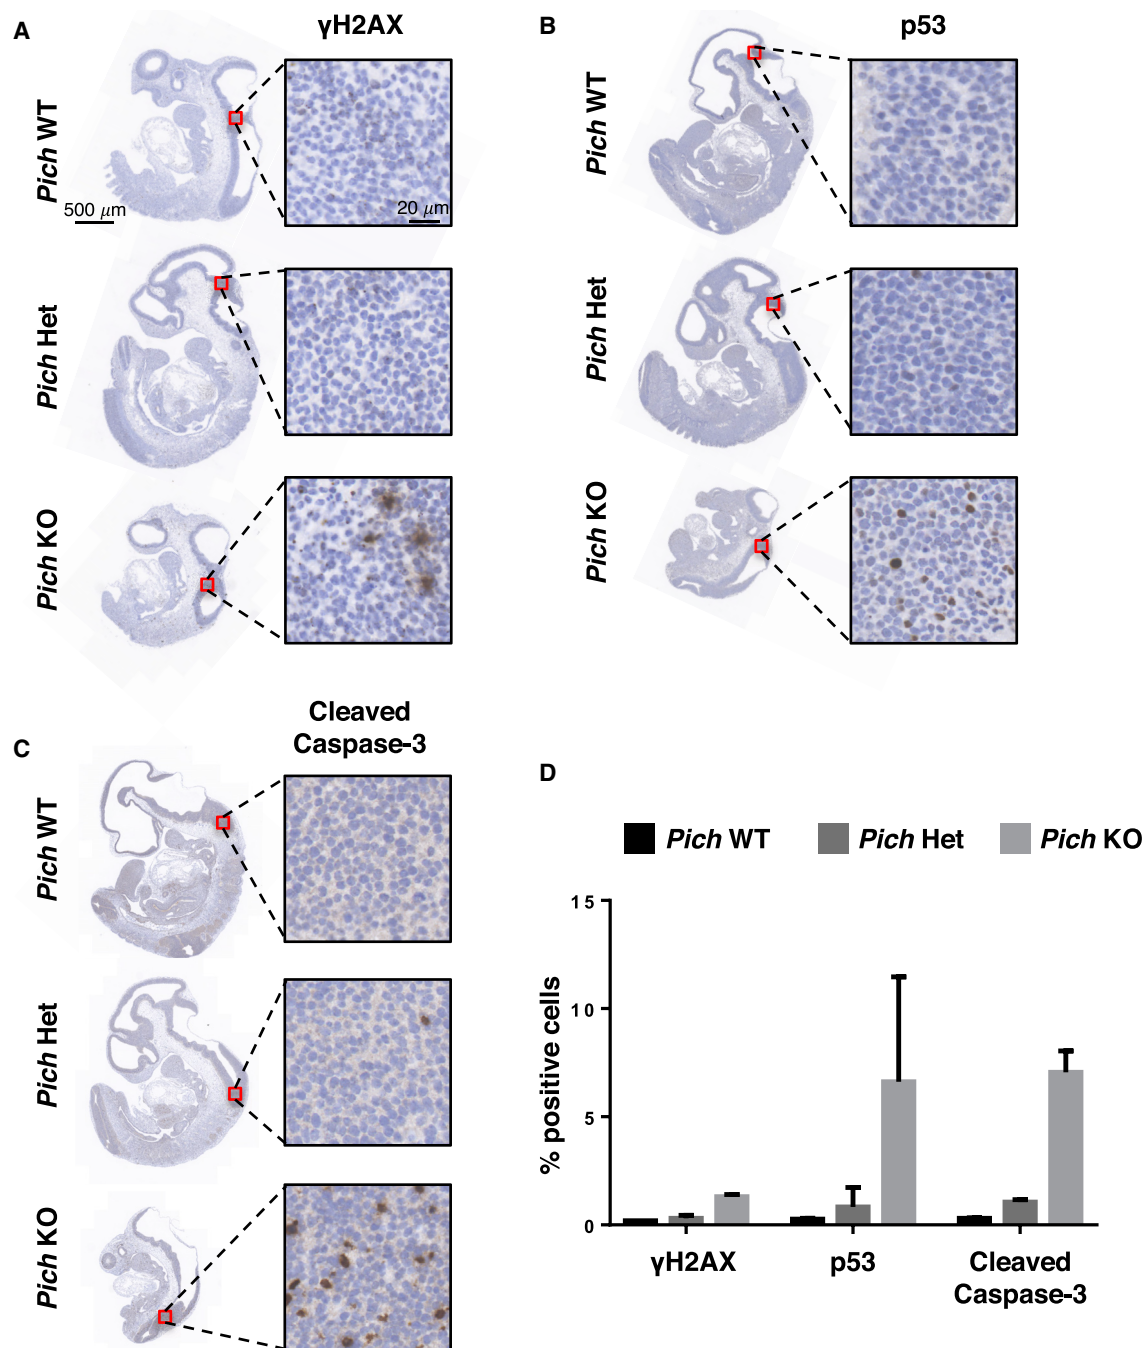 A
γH2AX
Pich WT
500 μm
20 μm
Pich Het
Pich KO
B
p53
Pich WT
Pich Het
Pich KO
C
Cleaved
Caspase-3
Pich WT
Pich Het
Pich KO
D
Pich WT
Pich Het
Pich KO
% positive cells
15
10
5
0
γH2AX
p53
Cleaved
Caspase-3